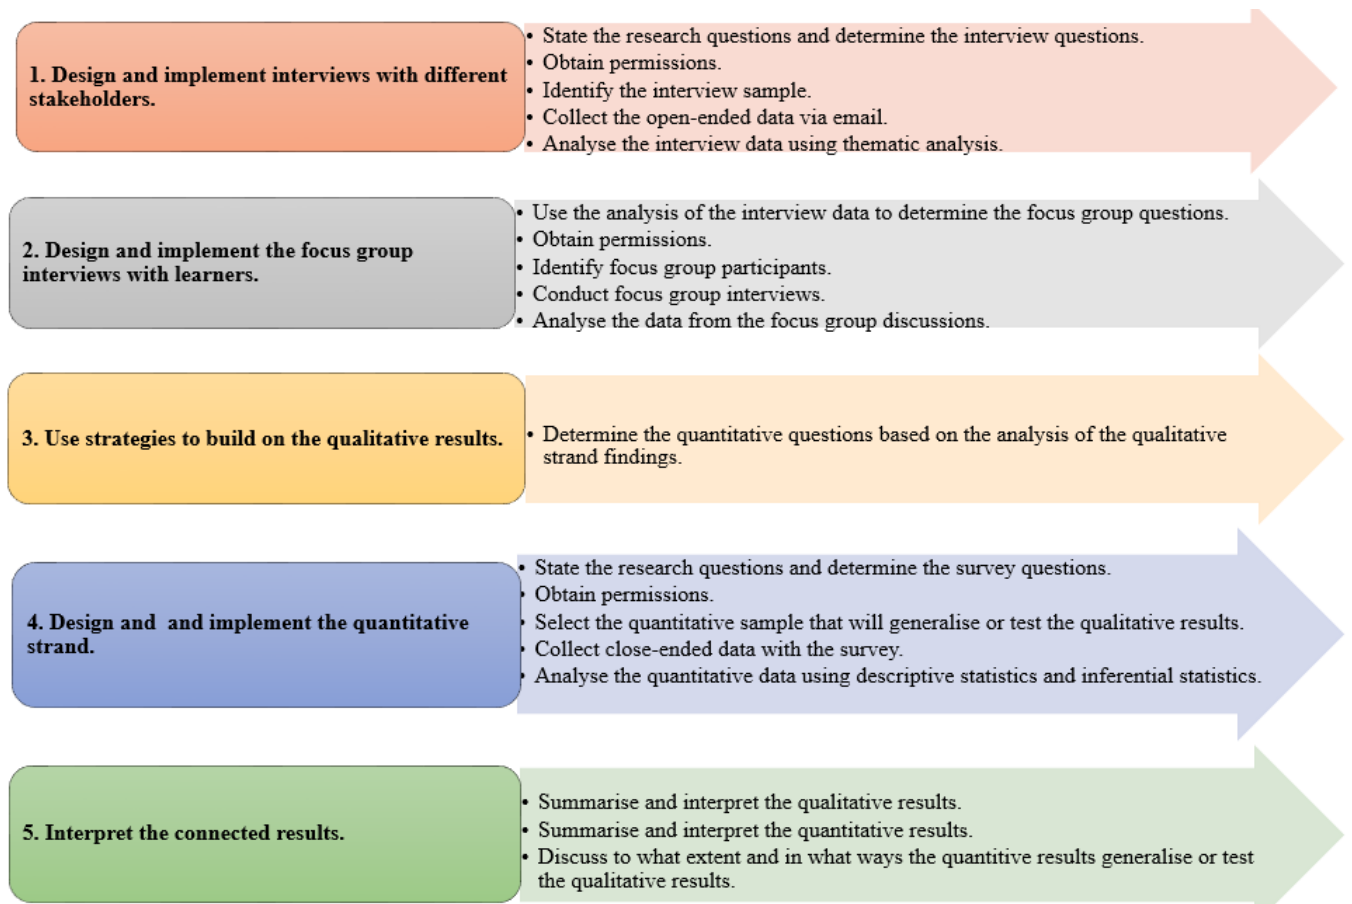 1. Design and implement interviews with different
stakeholders.
• State the research questions and determine the interview questions.
• Obtain permissions.
• Identify the interview sample.
• Collect the open-ended data via email.
• Analyse the interview data using thematic analysis.
2. Design and implement the focus group
interviews with learners.
• Use the analysis of the interview data to determine the focus group questions.
• Obtain permissions.
• Identify focus group participants.
• Conduct focus group interviews.
• Analyse the data from the focus group discussions.
3. Use strategies to build on the qualitative results.
• Determine the quantitative questions based on the analysis of the qualitative
strand findings.
4. Design and  and implement the quantitative
strand.
• State the research questions and determine the survey questions.
• Obtain permissions.
• Select the quantitative sample that will generalise or test the qualitative results.
• Collect close-ended data with the survey.
• Analyse the quantitative data using descriptive statistics and inferential statistics.
5. Interpret the connected results.
• Summarise and interpret the qualitative results.
• Summarise and interpret the quantitative results.
• Discuss to what extent and in what ways the quantitive results generalise or test
the qualitative results.